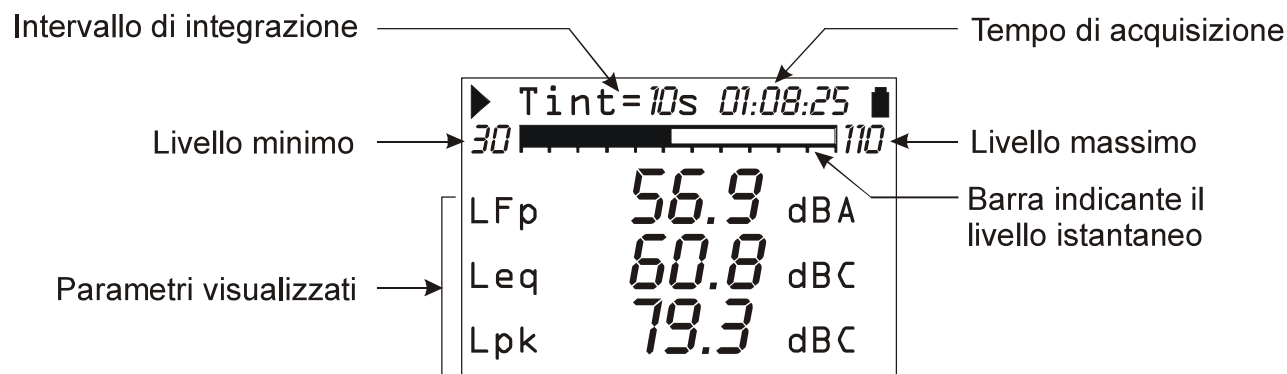 Intervallo di integrazione
Tempo di acquisizione
Tint=10s 01:08:25
Livello minimo
30
110
Livello massimo
LFp 56.9 dBA
Barra indicante il
livello istantaneo
Leq 60.8 dBC
Parametri visualizzati
Lpk 79.3 dBC